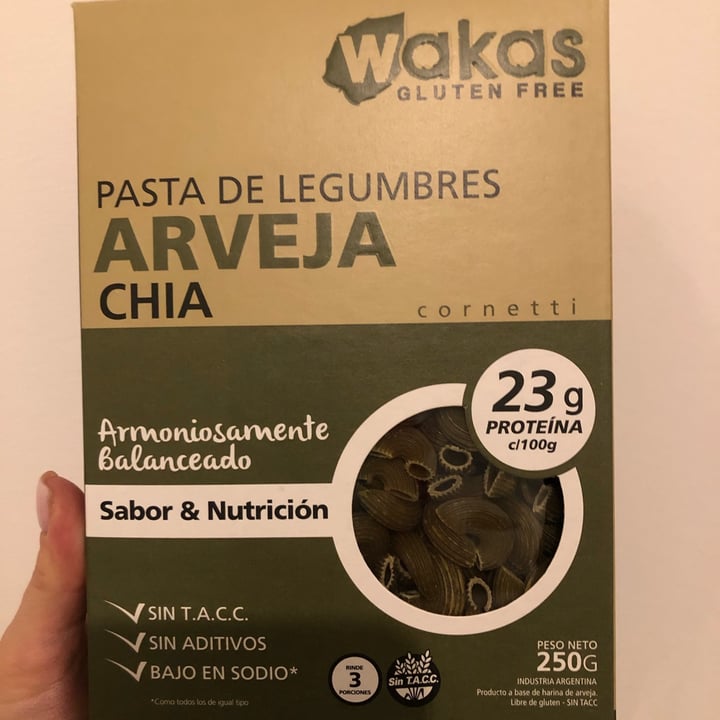 Wakas
GLUTEN FREE
PASTA DE LEGUMBRES
ARVEJA
CHIA
cornetti
23 g
PROTEÍNA
c/100g
Armoniosamente
Balanceado
Sabor & Nutrición
SIN T.A.C.C.
SIN ADITIVOS
BAJO EN SODIO*
*Como todos los de igual tipo
RINDE
3
PORCIONES
Sin T.A.C.C.
PESO NETO
250G
INDUSTRIA ARGENTINA
Producto a base de harina de arveja.
Libre de gluten - SIN TACC